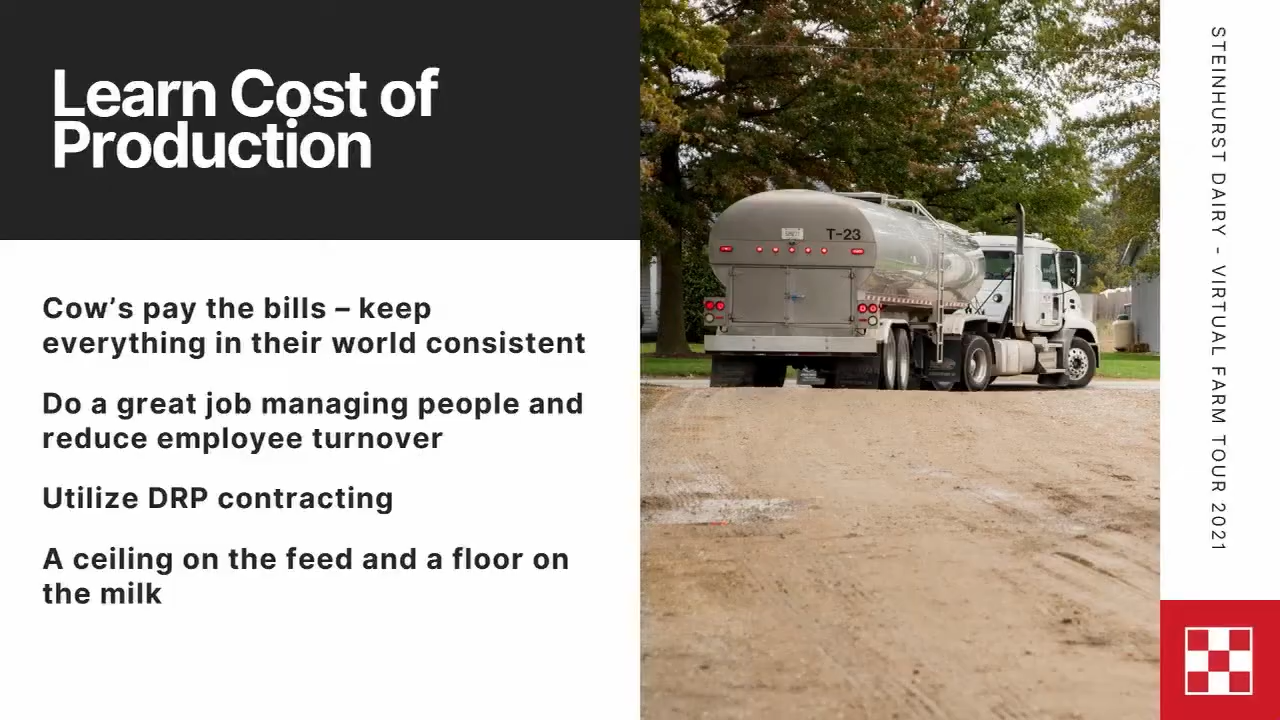 Learn Cost of
Production
Cow’s pay the bills – keep
everything in their world consistent
Do a great job managing people and
reduce employee turnover
Utilize DRP contracting
A ceiling on the feed and a floor on
the milk
T-23
STEINHURST DAIRY - VIRTUAL FARM TOUR 2021